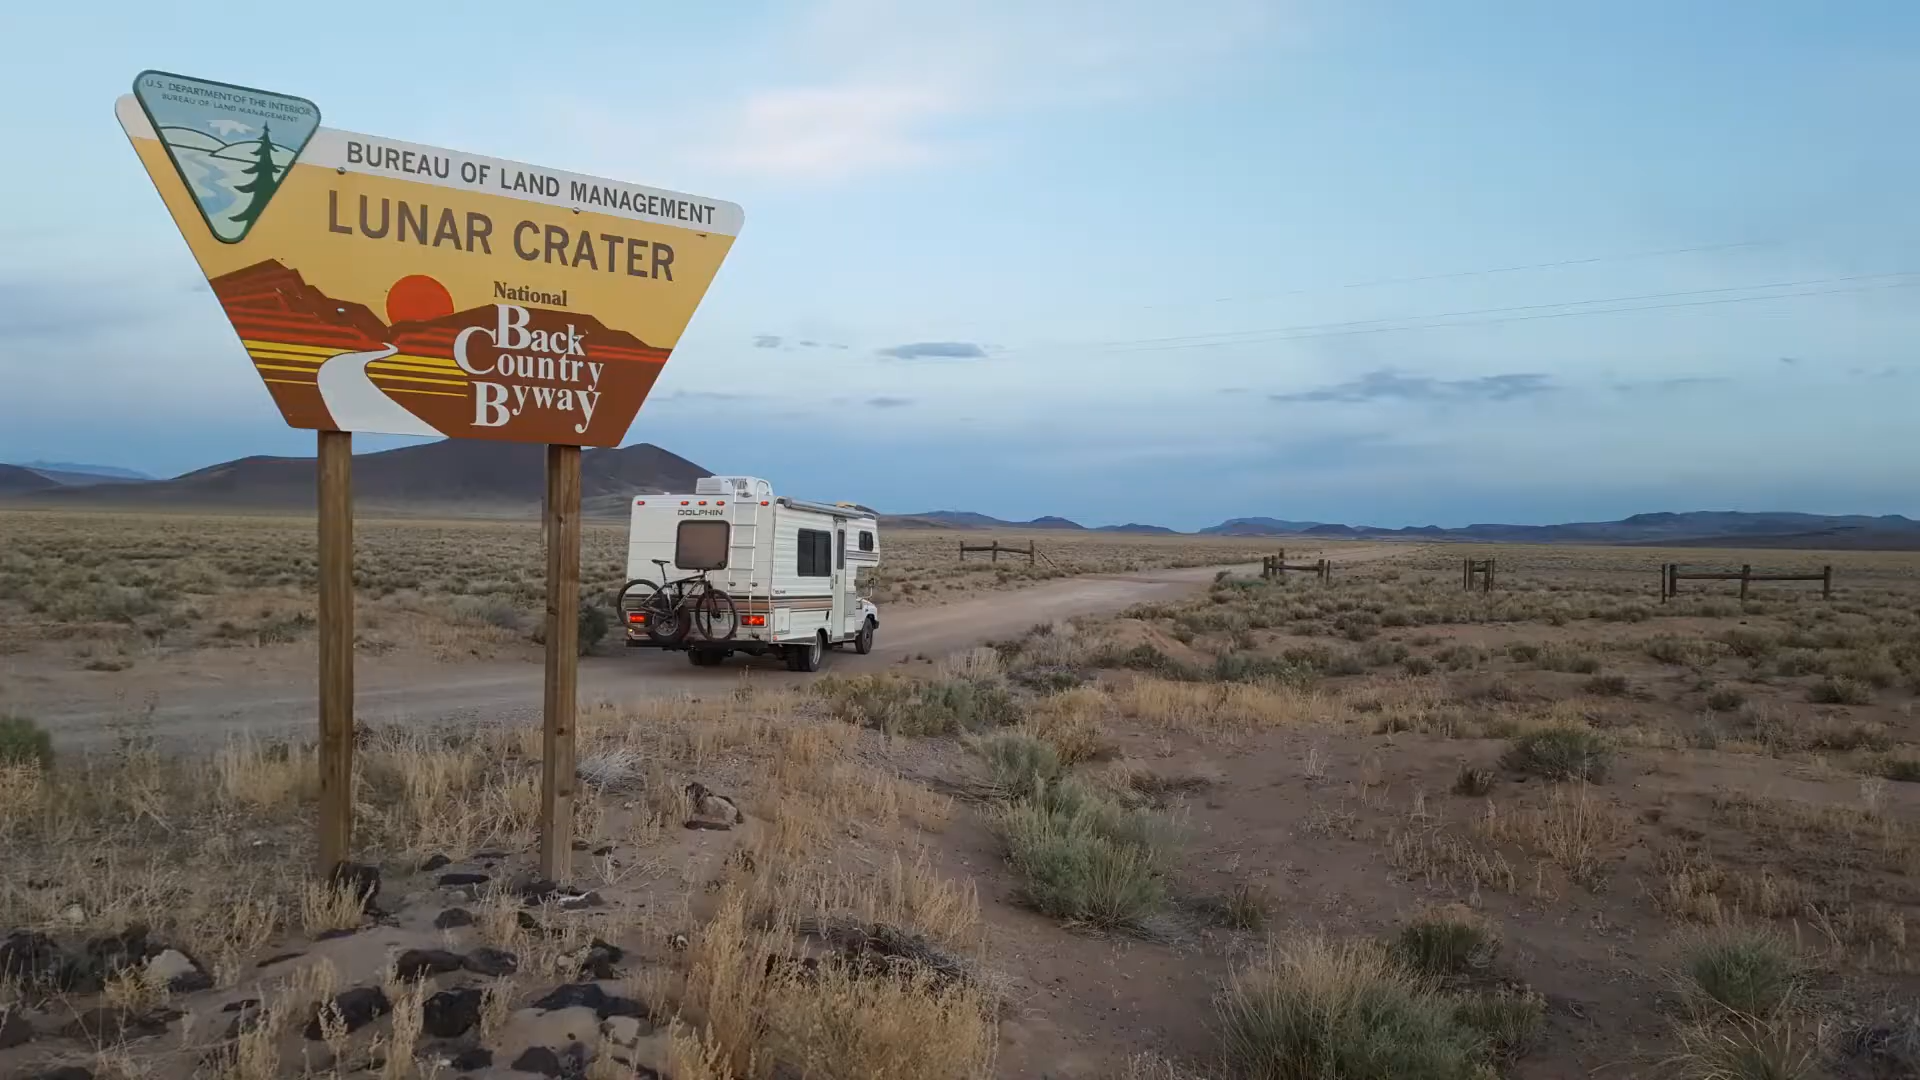 U.S. DEPARTMENT OF THE INTERIOR
BUREAU OF LAND MANAGEMENT
BUREAU OF LAND MANAGEMENT
LUNAR CRATER
National
Back
Country
Byway
DOLPHIN